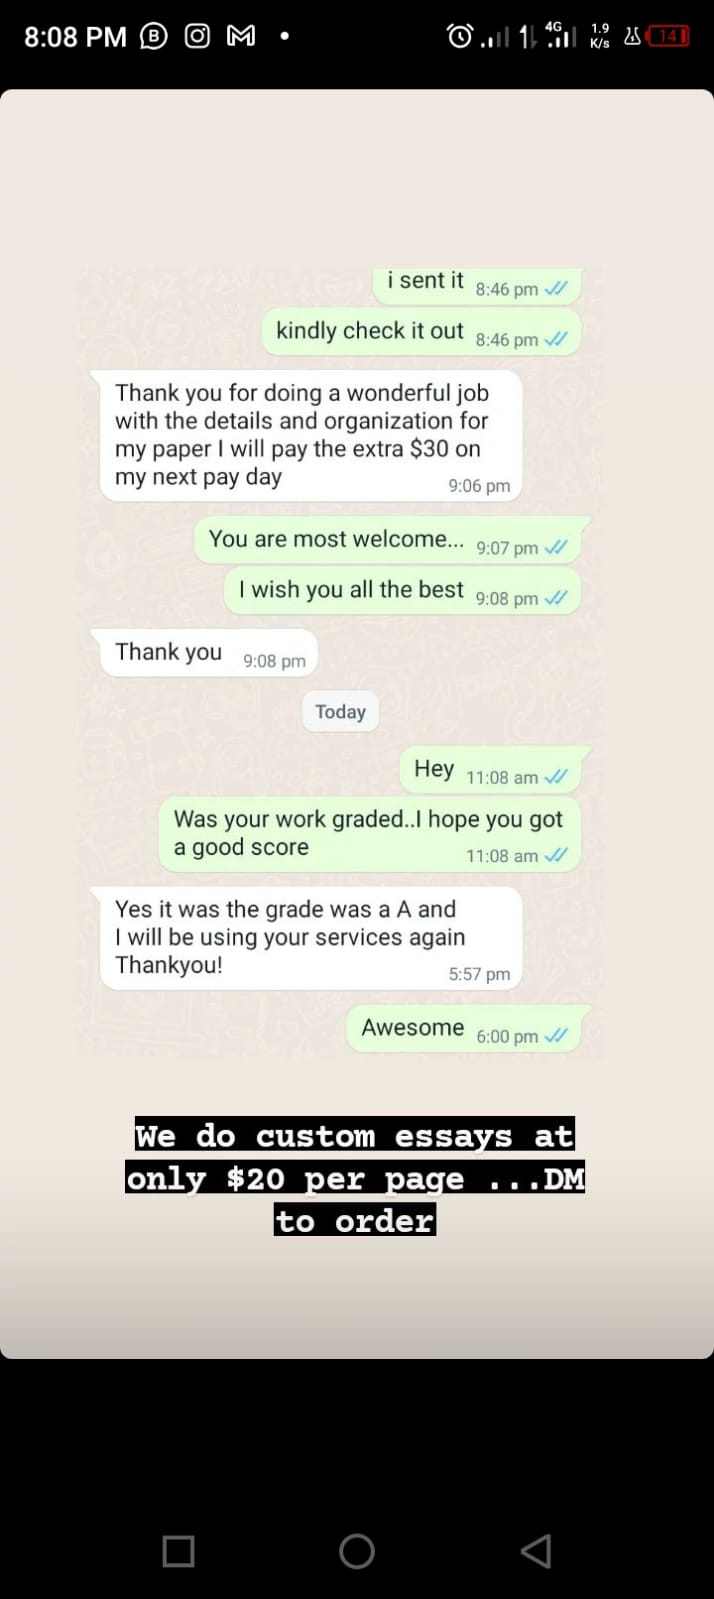 8:08 PM
4G
1.9
K/s
14
i sent it 8:46 pm
kindly check it out 8:46 pm
Thank you for doing a wonderful job
with the details and organization for
my paper I will pay the extra $30 on
my next pay day 9:06 pm
You are most welcome... 9:07 pm
I wish you all the best 9:08 pm
Thank you 9:08 pm
Today
Hey 11:08 am
Was your work graded..I hope you got
a good score 11:08 am
Yes it was the grade was a A and
I will be using your services again
Thankyou! 5:57 pm
Awesome 6:00 pm
We do custom essays at
only $20 per page ...DM
to order